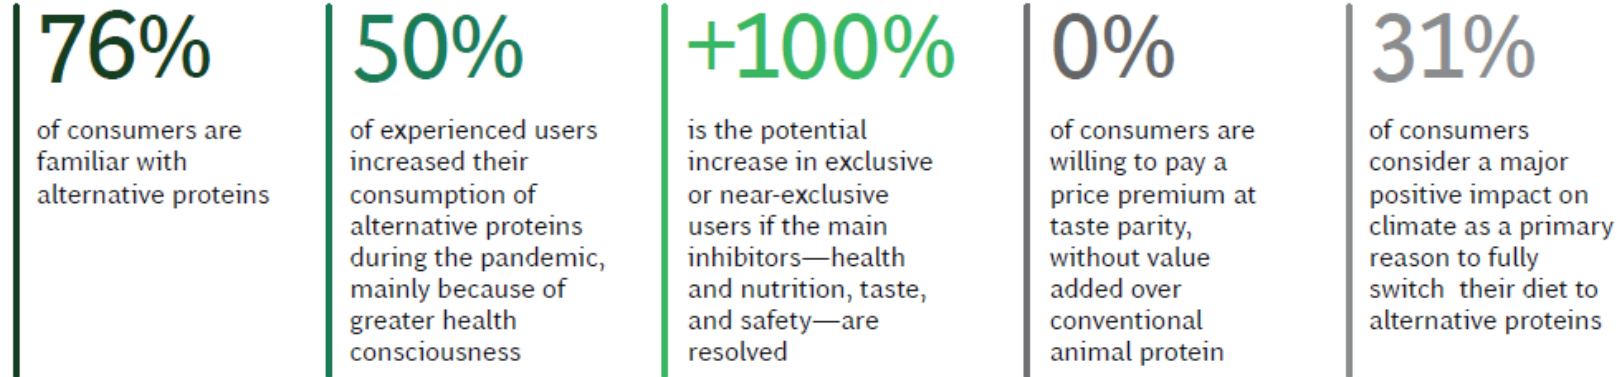 76%
of consumers are
familiar with
alternative proteins
50%
of experienced users
increased their
consumption of
alternative proteins
during the pandemic,
mainly because of
greater health
consciousness
+100%
is the potential
increase in exclusive
or near-exclusive
users if the main
inhibitors—health
and nutrition, taste,
and safety—are
resolved
0%
of consumers are
willing to pay a
price premium at
taste parity,
without value
added over
conventional
animal protein
31%
of consumers
consider a major
positive impact on
climate as a primary
reason to fully
switch  their diet to
alternative proteins